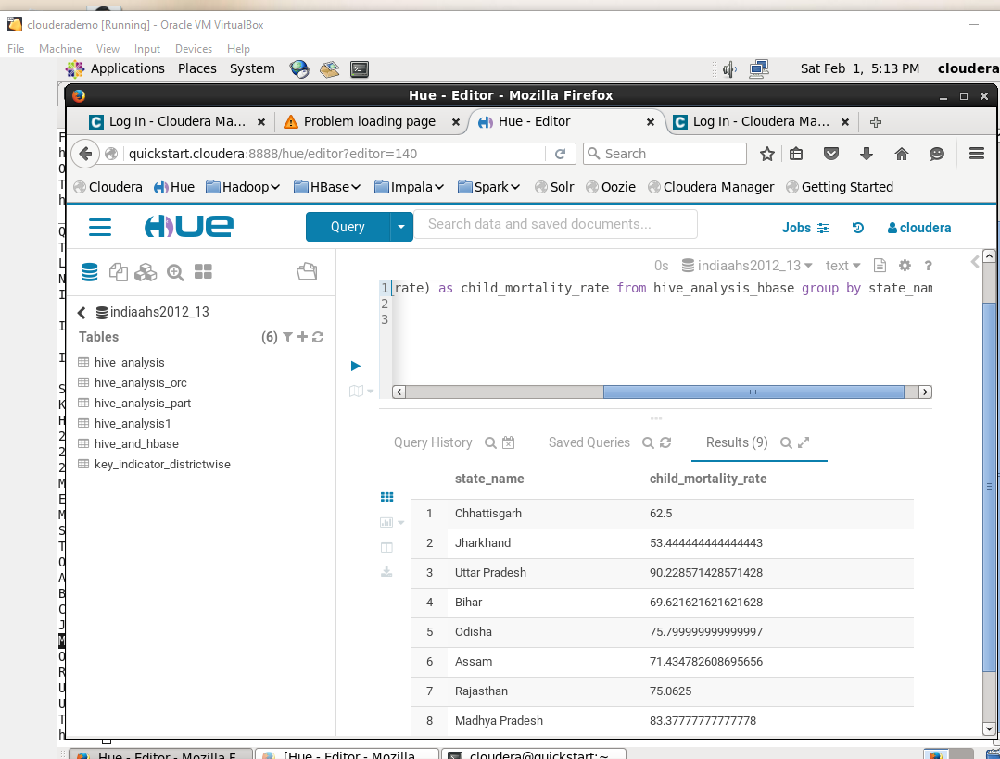 clouderademo [Running] - Oracle VM VirtualBox
File Machine View Input Devices Help
Applications Places System Sat Feb 1, 5:13 PM cloudera
Hue - Editor - Mozilla Firefox
Log In - Cloudera Ma... Problem loading page Hue - Editor Log In - Cloudera Ma...
quickstart.cloudera:8888/hue/editor?editor=140 Search
Cloudera Hue Hadoop HBase Impala Spark Solr Oozie Cloudera Manager Getting Started
HUE Query Search data and saved documents... Jobs cloudera
0s indiaahs2012_13 text ?
1 rate) as child_mortality_rate from hive_analysis_hbase group by state_nam
2
3
indiaahs2012_13
Tables (6)
hive_analysis
hive_analysis_orc
hive_analysis_part
hive_analysis1
hive_and_hbase
key_indicator_districtwise
Query History Saved Queries Results (9)
state_name child_mortality_rate
1 Chhattisgarh 62.5
2 Jharkhand 53.444444444444443
3 Uttar Pradesh 90.228571428571428
4 Bihar 69.621621621621628
5 Odisha 75.799999999999997
6 Assam 71.434782608695656
7 Rajasthan 75.0625
8 Madhya Pradesh 83.37777777777778
Hue - Editor - Mozilla F... [Hue - Editor - Mozilla ... cloudera@quickstart:~